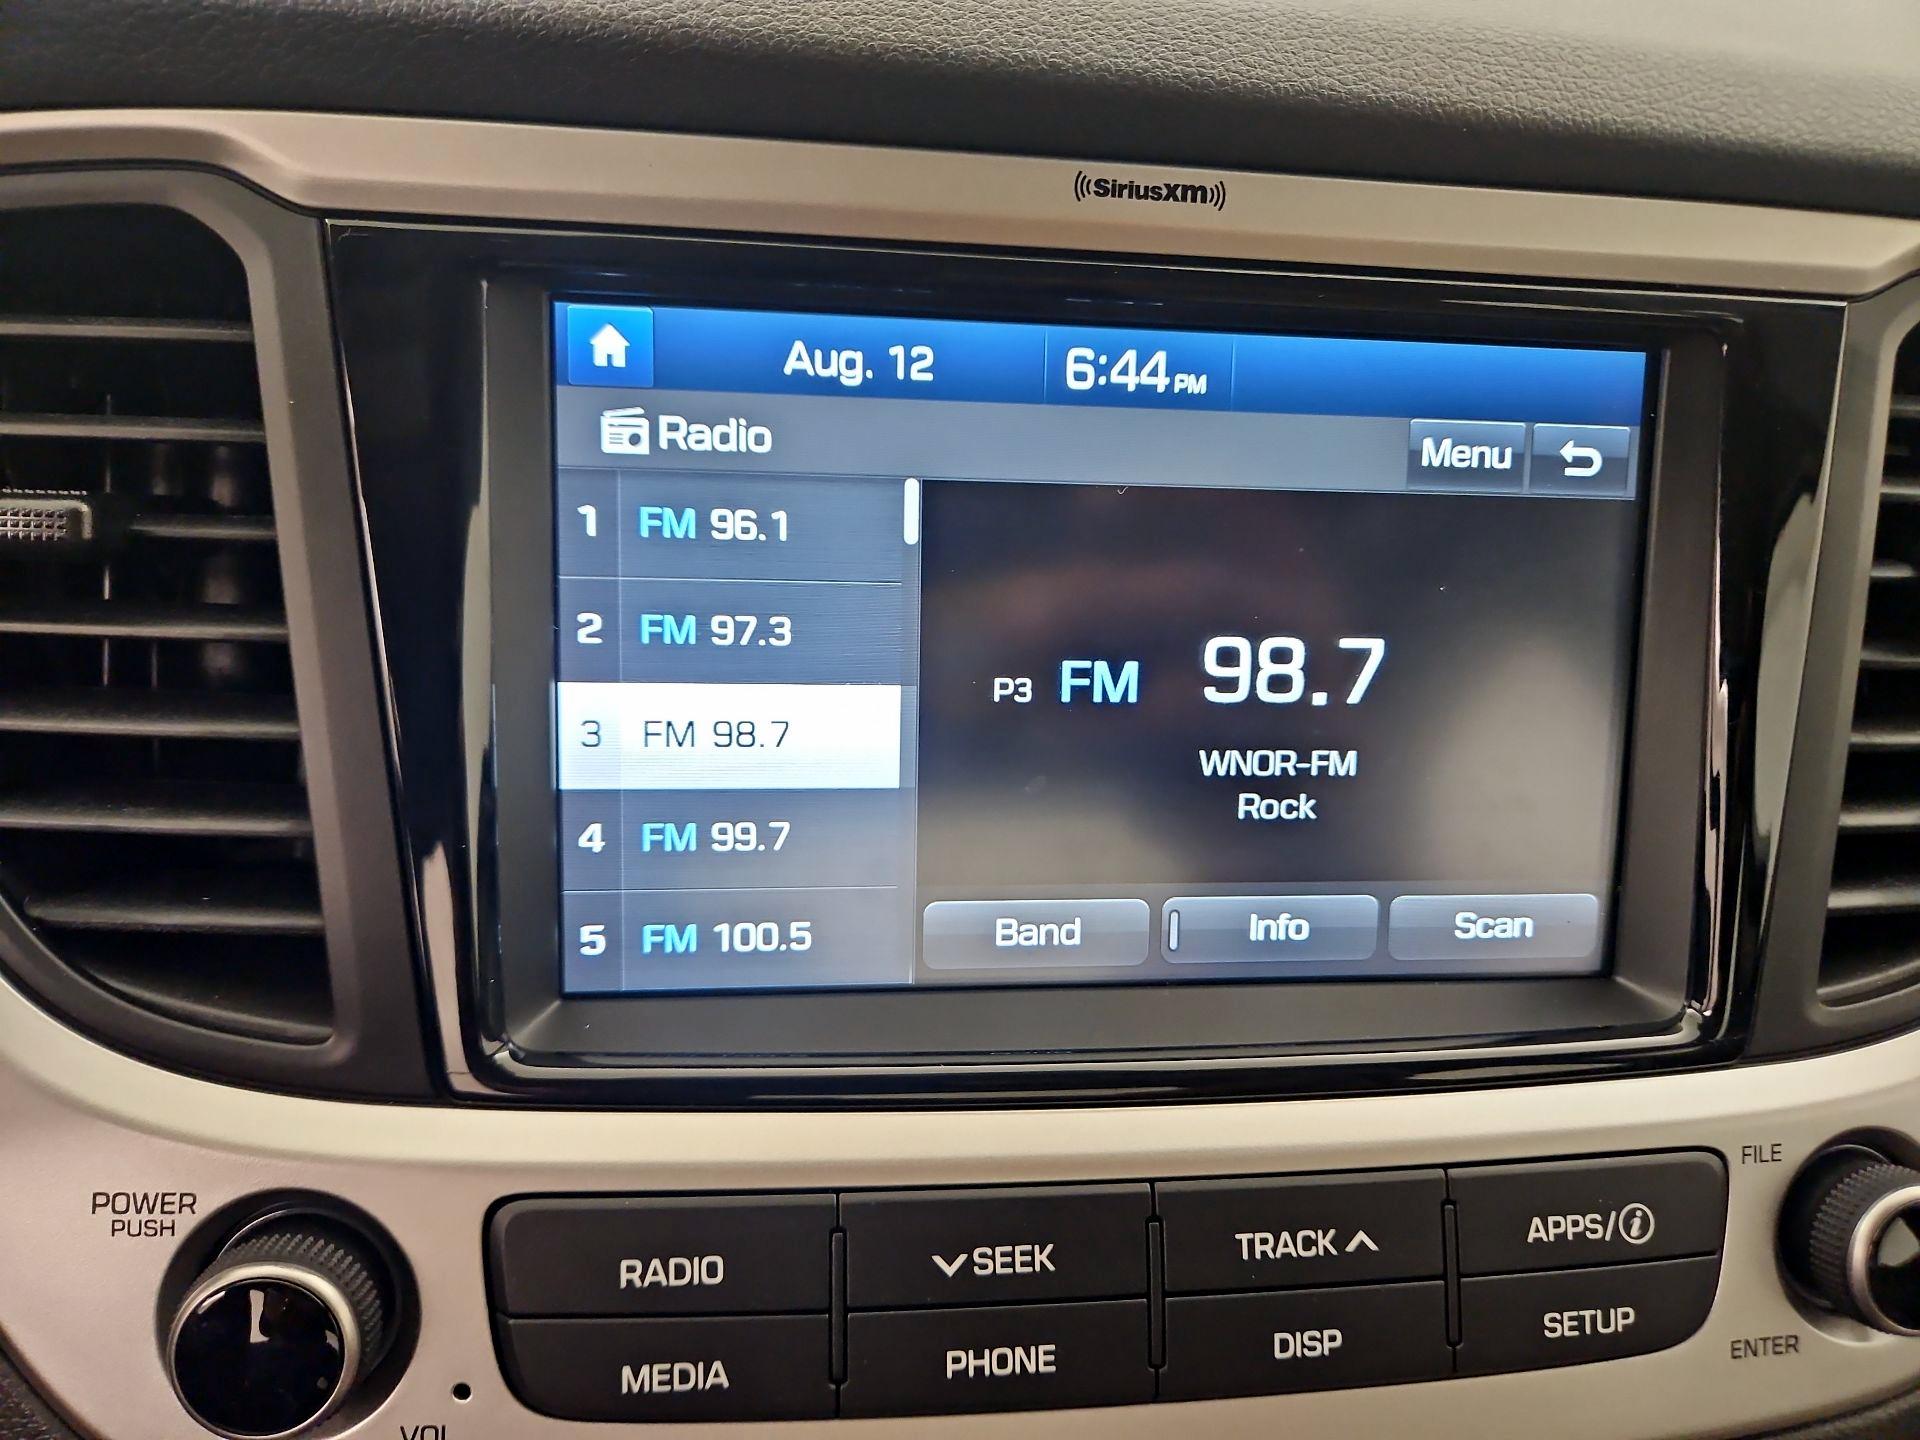 SiriusXM
Aug. 12 6:44 PM
Radio Menu
1 FM 96.1
2 FM 97.3
3 FM 98.7
4 FM 99.7
5 FM 100.5
P3 FM 98.7
WNOR-FM
Rock
Band Info Scan
POWER
PUSH
VOL
RADIO SEEK TRACK APPS/i
MEDIA PHONE DISP SETUP
FILE
ENTER